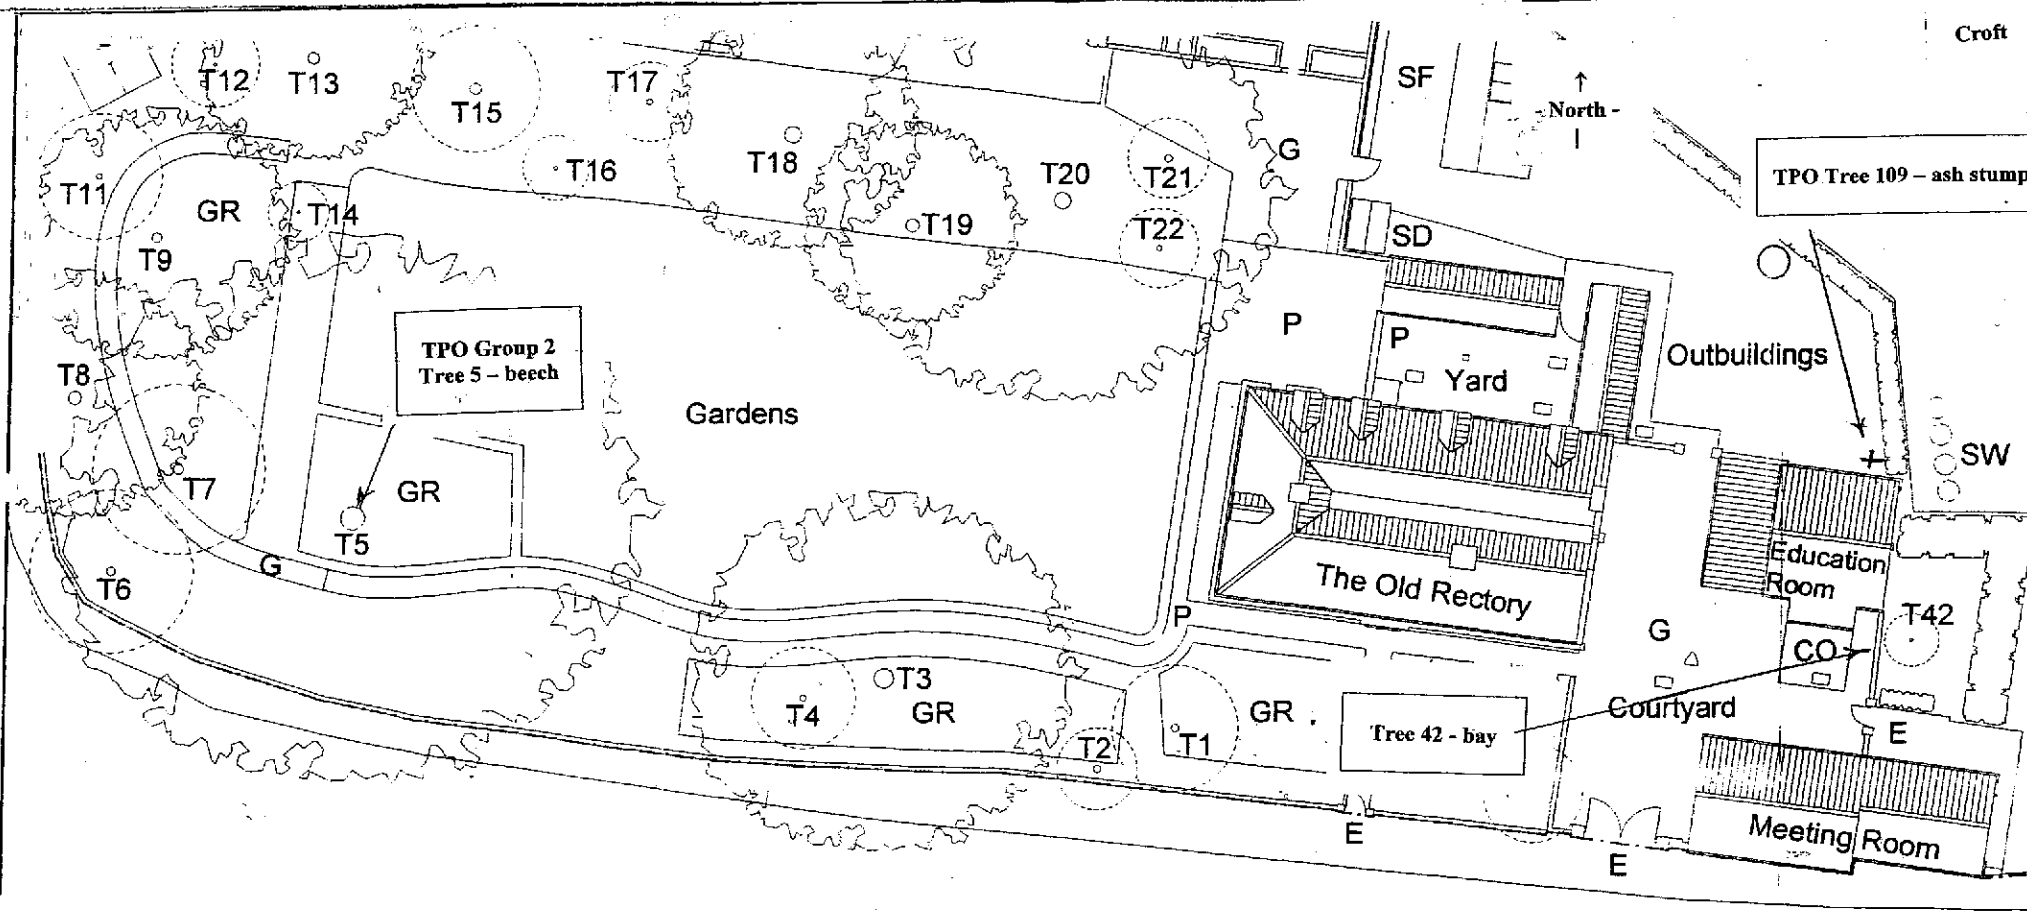 Croft
T12
T13
T15
T17
SF
↑
- North -
T18
T16
T20
T21
G
TPO Tree 109 – ash stump
T11
GR
T14
T9
T19
T22
SD
P
P
Outbuildings
TPO Group 2
Tree 5 – beech
T8
Gardens
Yard
SW
T7
GR
T5
G
T6
The Old Rectory
Education
Room
P
G
T42
CO
T3
T4
GR
GR
Courtyard
T2
T1
Tree 42 - bay
E
E
E
Meeting Room